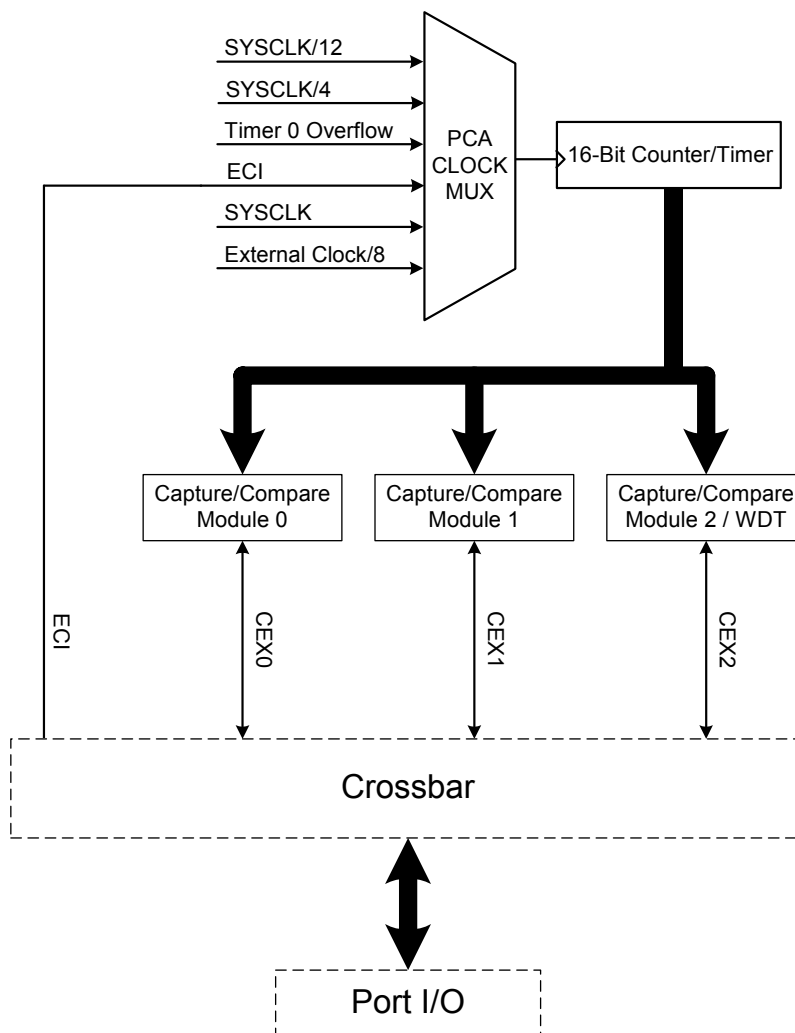 SYSCLK/12
SYSCLK/4
Timer 0 Overflow
ECI
SYSCLK
External Clock/8
PCA
CLOCK
MUX
16-Bit Counter/Timer
Capture/Compare
Module 0
Capture/Compare
Module 1
Capture/Compare
Module 2 / WDT
ECI
CEX0
CEX1
CEX2
Crossbar
Port I/O